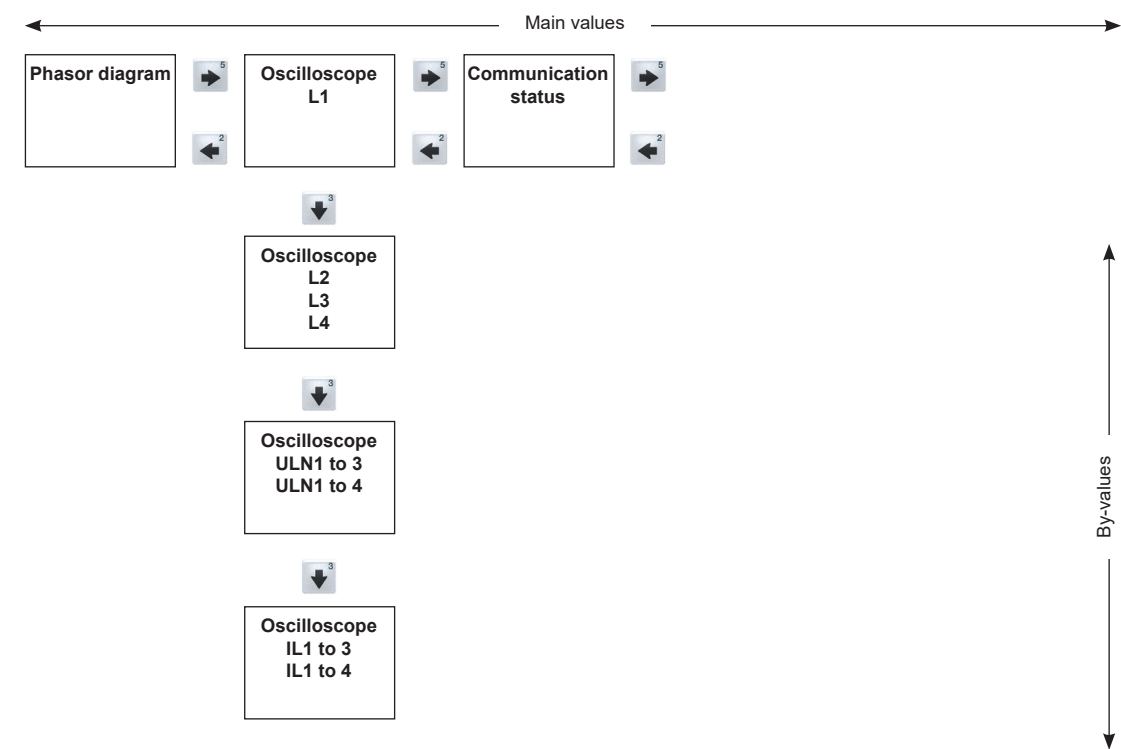 Main values
Phasor diagram
5
2
Oscilloscope
L1
5
2
Communication
status
5
2
3
Oscilloscope
L2
L3
L4
3
Oscilloscope
ULN1 to 3
ULN1 to 4
3
Oscilloscope
IL1 to 3
IL1 to 4
By-values